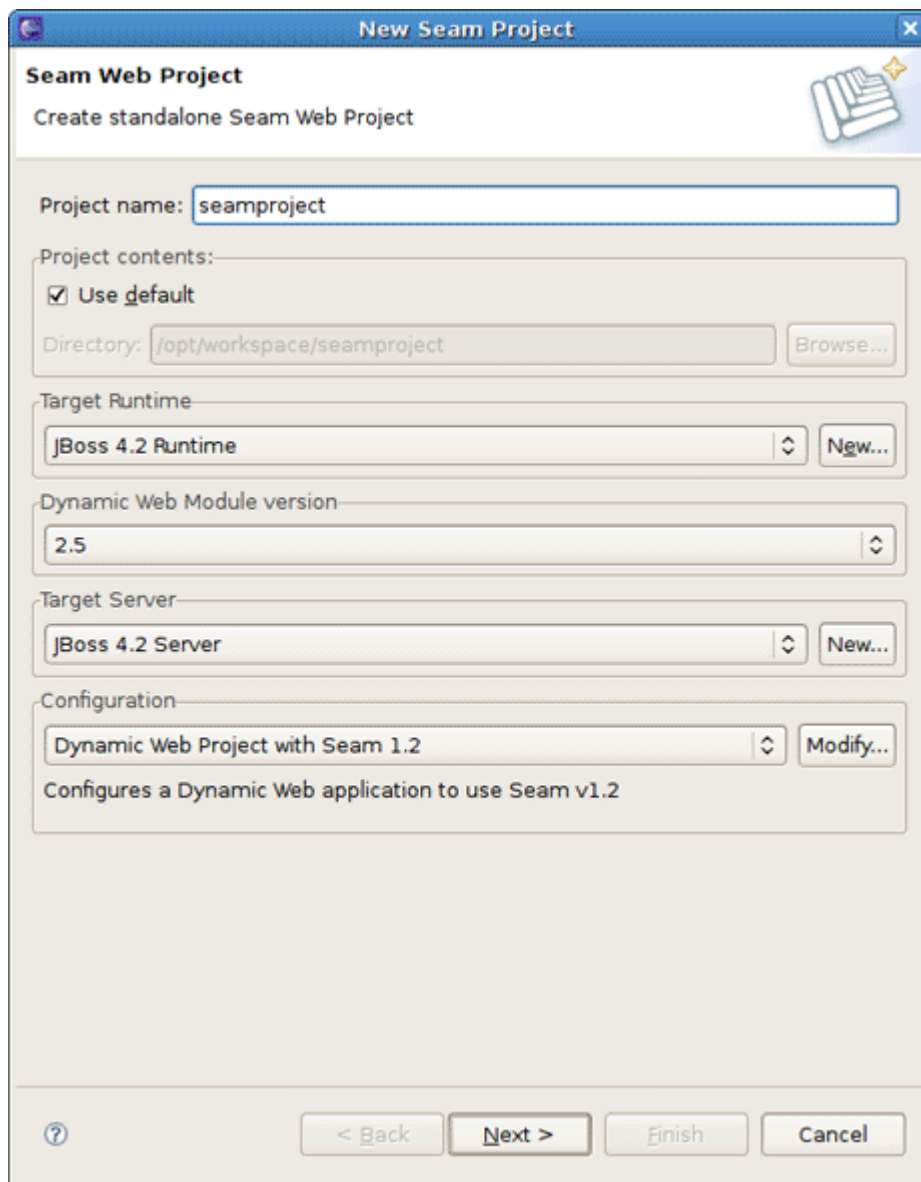 New Seam Project
Seam Web Project
Create standalone Seam Web Project
Project name: seamproject
Project contents:
Use default
Directory: /opt/workspace/seamproject Browse...
Target Runtime
JBoss 4.2 Runtime New...
Dynamic Web Module version
2.5
Target Server
JBoss 4.2 Server New...
Configuration
Dynamic Web Project with Seam 1.2 Modify...
Configures a Dynamic Web application to use Seam v1.2
? < Back Next > Finish Cancel